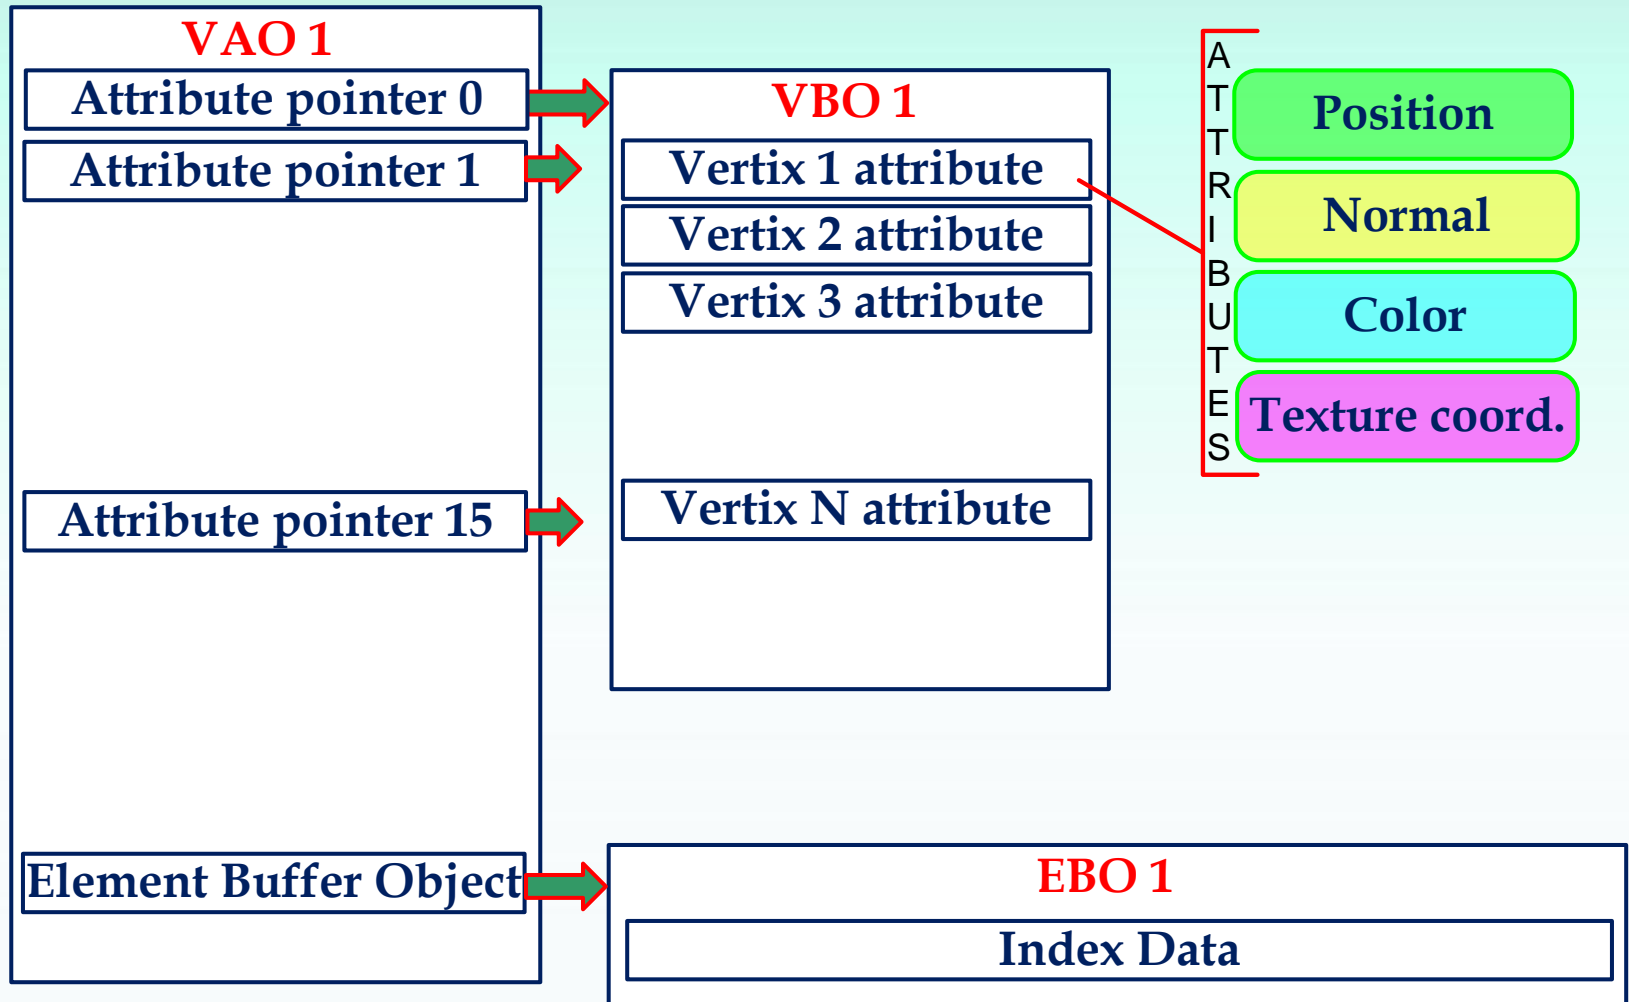 VAO 1
Attribute pointer 0
Attribute pointer 1
Attribute pointer 15
Element Buffer Object
VBO 1
Vertix 1 attribute
Vertix 2 attribute
Vertix 3 attribute
Vertix N attribute
ATTRIBUTES
Position
Normal
Color
Texture coord.
EBO 1
Index Data